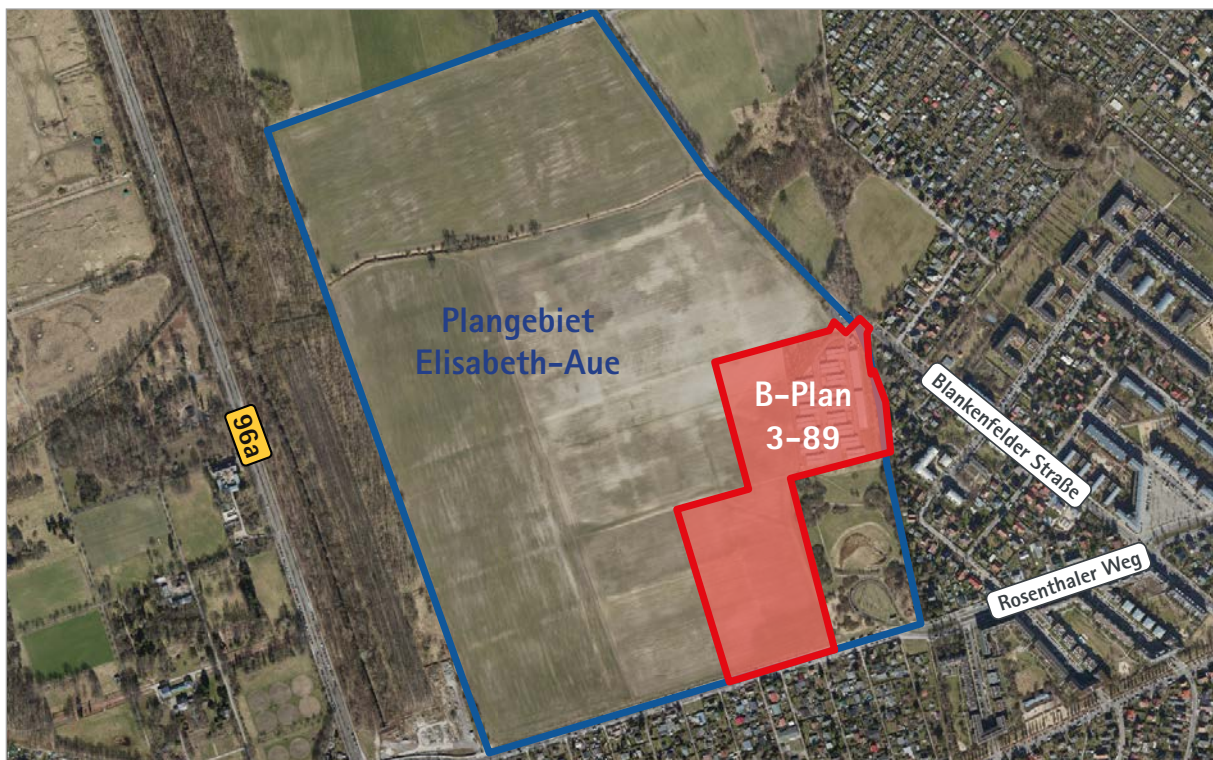 Plangebiet
Elisabeth-Aue
B-Plan
3-89
96a
Blankenfelder Straße
Rosenthaler Weg